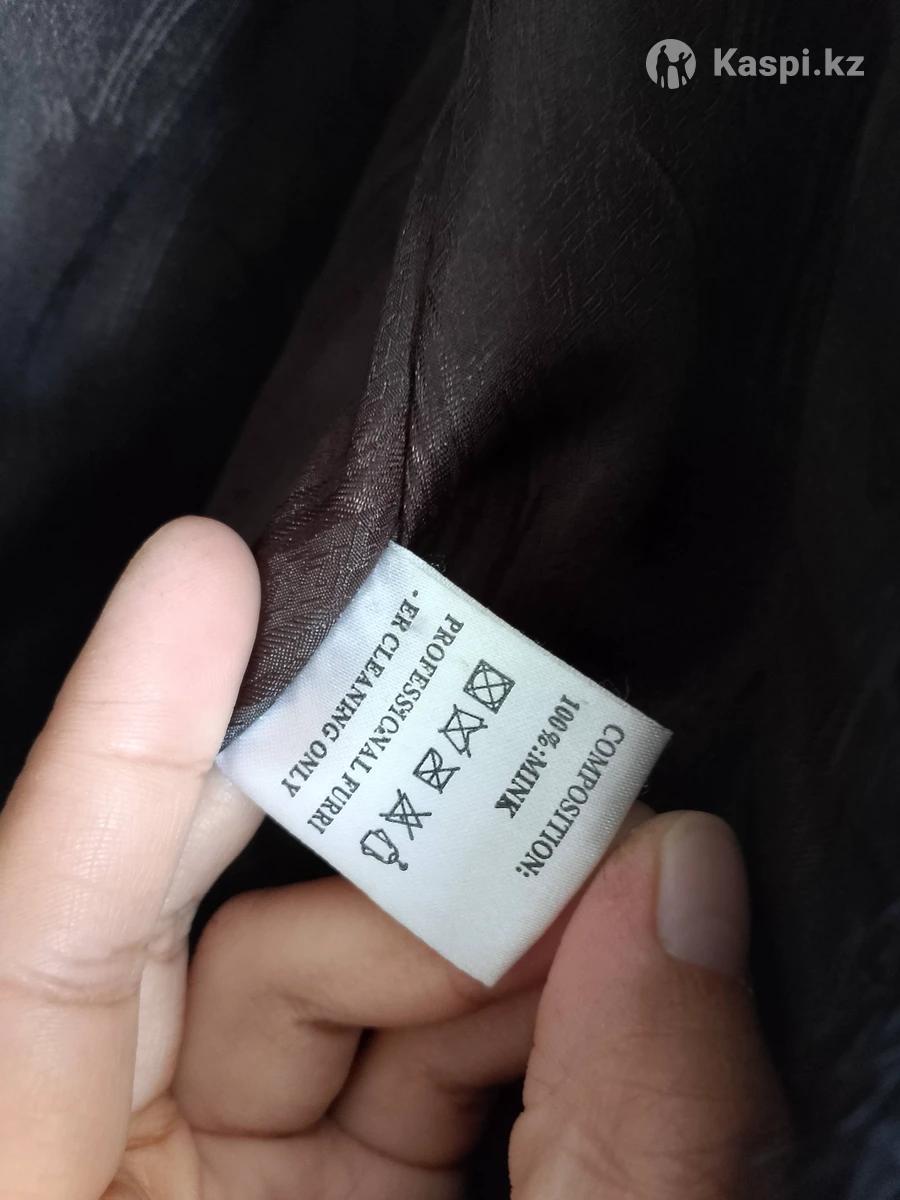 Kaspi.kz
COMPOSITION:
100%:MINK
PROFESSIONAL FURRI
-ER CLEANING ONLY